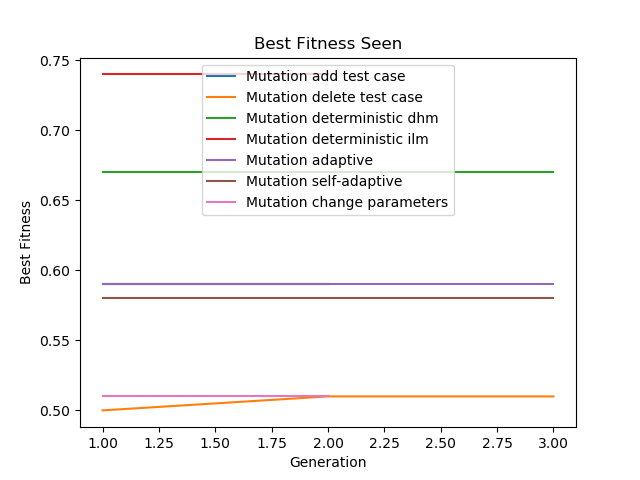 Best Fitness Seen
Best Fitness
0.75
0.70
0.65
0.60
0.55
0.50
Mutation add test case
Mutation delete test case
Mutation deterministic dhm
Mutation deterministic ilm
Mutation adaptive
Mutation self-adaptive
Mutation change parameters
1.00 1.25 1.50 1.75 2.00 2.25 2.50 2.75 3.00
Generation